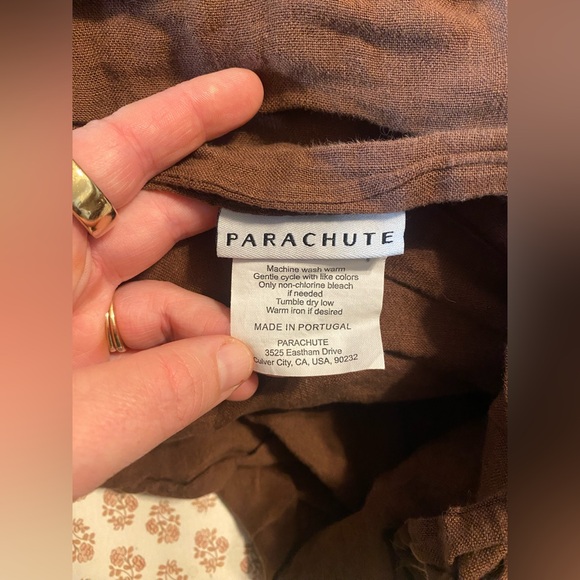 PARACHUTE
Machine wash warm
Gentle cycle with like colors
Only non-chlorine bleach
if needed
Tumble dry low
Warm iron if desired
MADE IN PORTUGAL
PARACHUTE
3525 Eastham Drive
Culver City, CA, USA, 90232